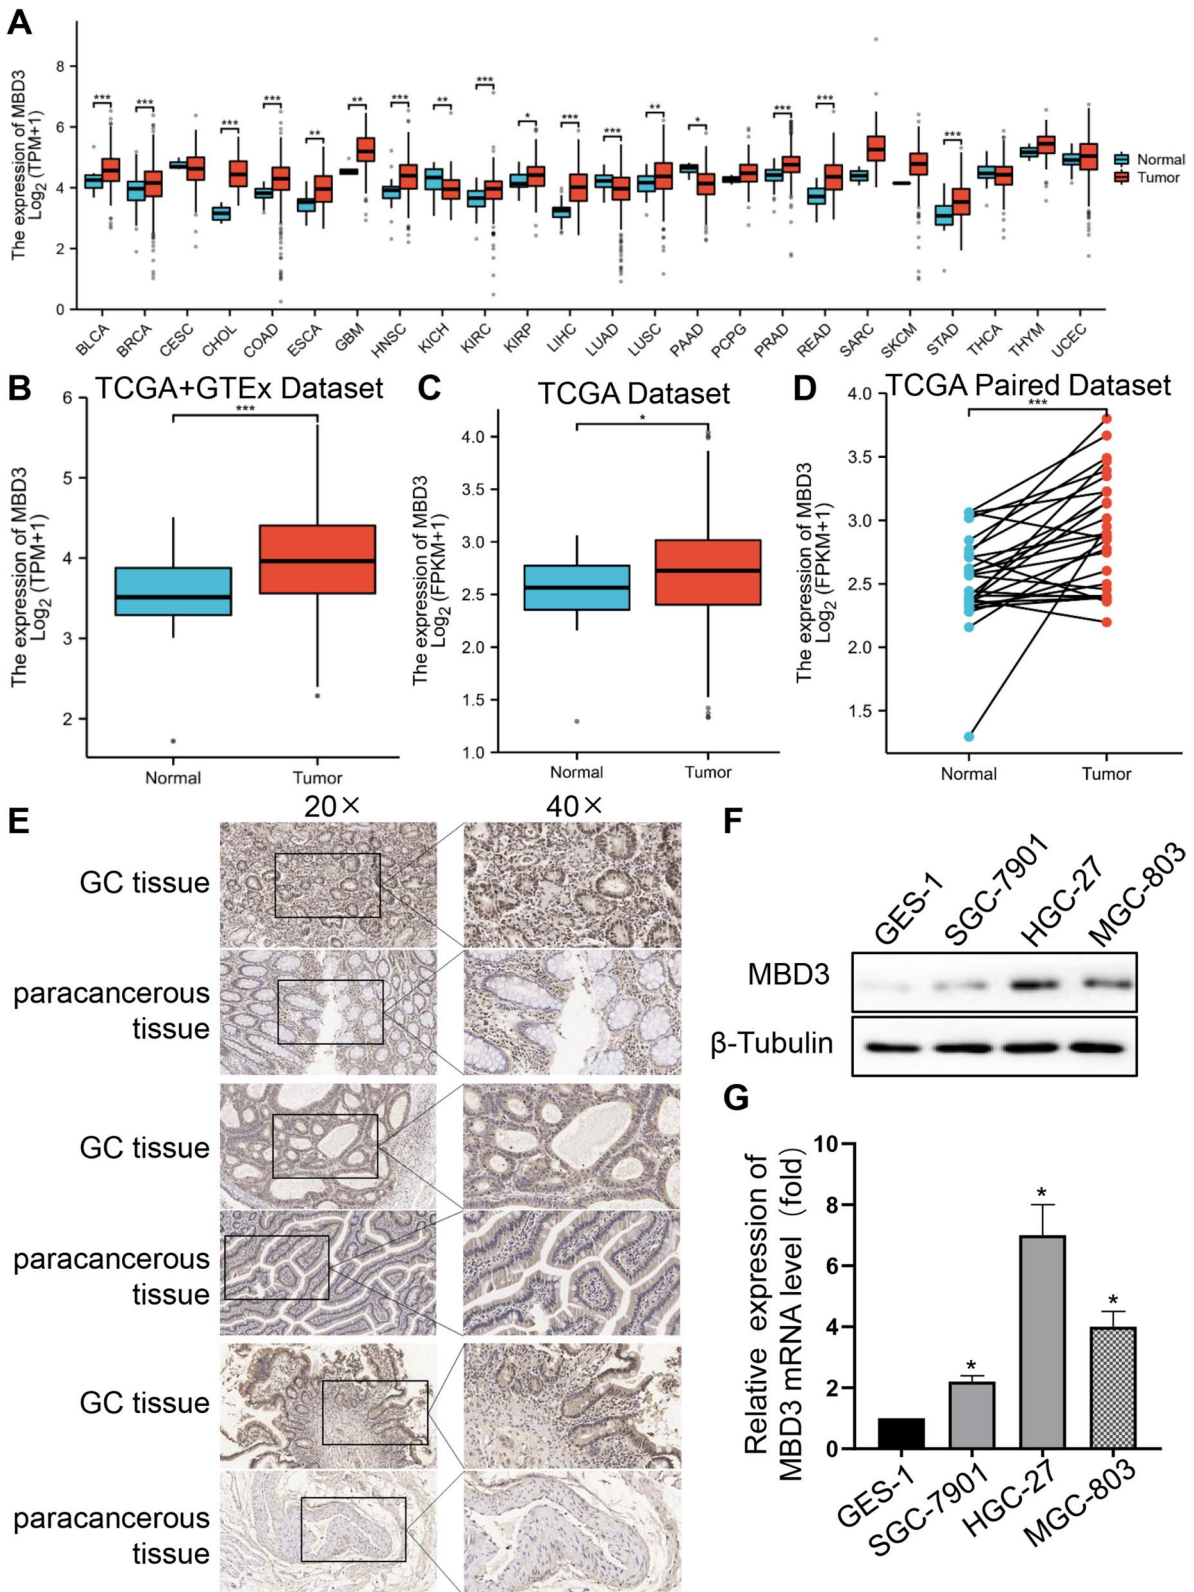 A
The expression of MBD3
Log2 (TPM+1)
8
6
4
2
0
*** *** *** *** ** ** *** ** *** * *** *** ** * *** *** ***
Normal
Tumor
BLCA BRCA CESC CHOL COAD ESCA GBM HNSC KICH KIRC KIRP LIHC LUAD LUSC PAAD PCPG PRAD READ SARC SKCM STAD THCA THYM UCEC
B
TCGA+GTEx Dataset
***
The expression of MBD3
Log2 (TPM+1)
6
5
4
3
2
Normal Tumor
C
TCGA Dataset
*
The expression of MBD3
Log2 (FPKM+1)
4.0
3.5
3.0
2.5
2.0
1.5
1.0
Normal Tumor
D
TCGA Paired Dataset
***
The expression of MBD3
Log2 (FPKM+1)
4.0
3.5
3.0
2.5
2.0
1.5
Normal Tumor
E
20× 40×
GC tissue
paracancerous
tissue
GC tissue
paracancerous
tissue
GC tissue
paracancerous
tissue
F
GES-1 SGC-7901 HGC-27 MGC-803
MBD3
β-Tubulin
G
Relative expression of
MBD3 mRNA level (fold)
10
8
6
4
2
0
* * *
GES-1 SGC-7901 HGC-27 MGC-803